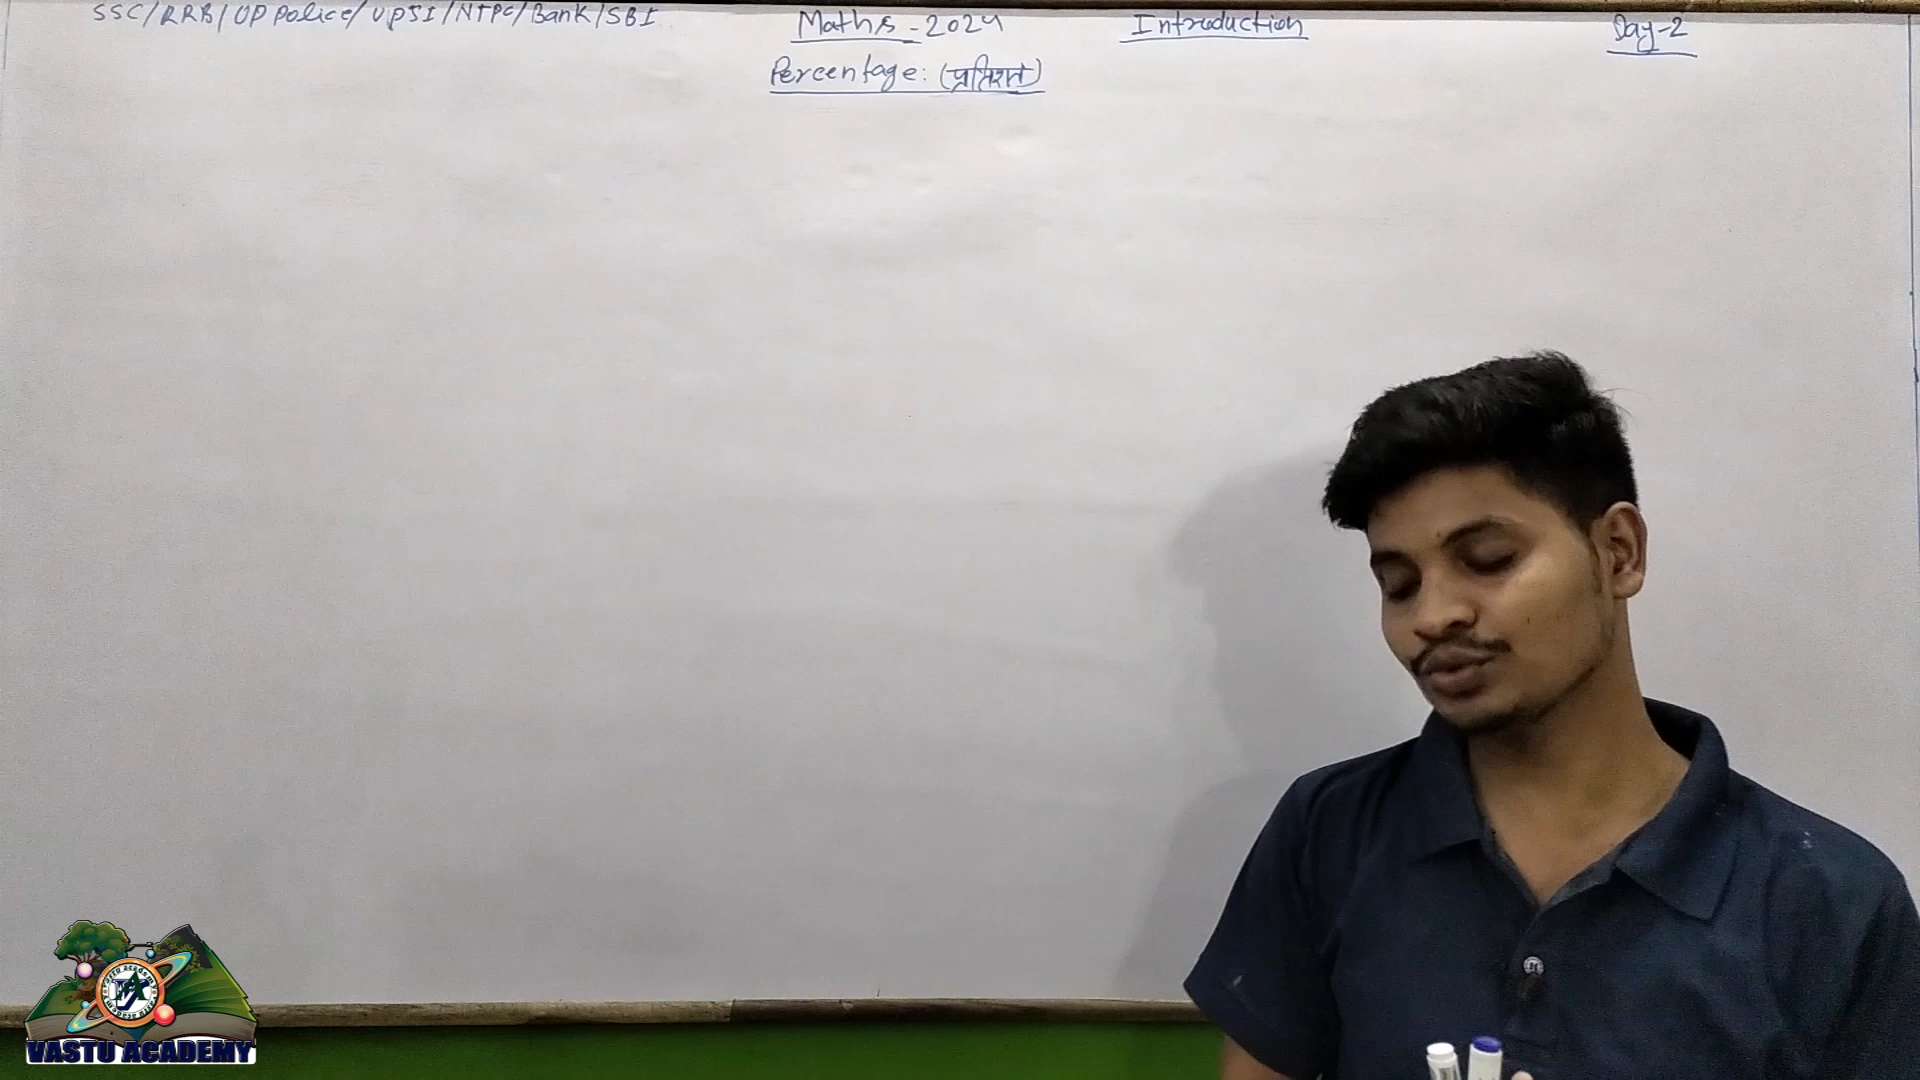 SSC/RRB/UP Police/UPSI/NTPC/Bank/SBI
Maths-2024
Introduction
Day-2
Percentage: (प्रतिशत)
VASTU ACADEMY